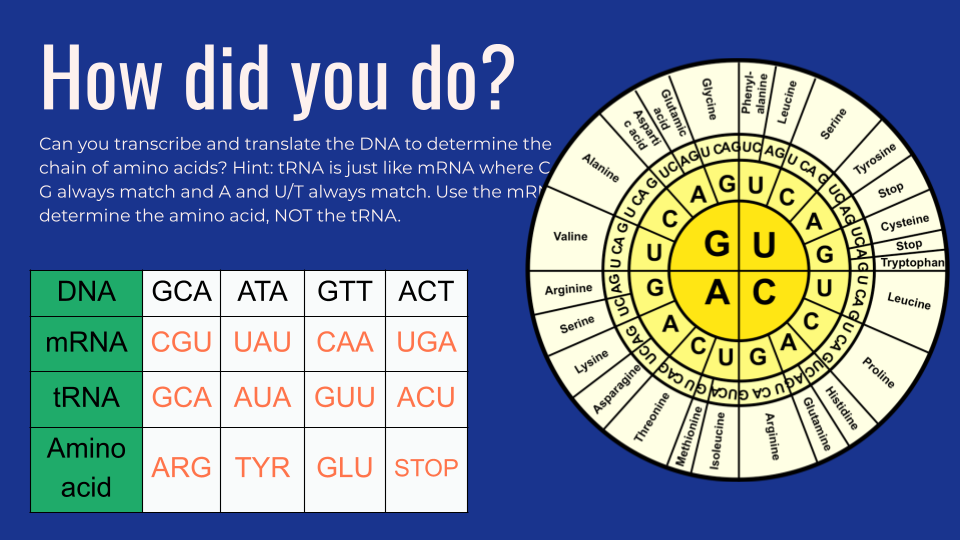 How did you do?
Can you transcribe and translate the DNA to determine the
chain of amino acids? Hint: tRNA is just like mRNA where C
G always match and A and U/T always match. Use the mR
determine the amino acid, NOT the tRNA.
DNA GCA ATA GTT ACT
mRNA CGU UAU CAA UGA
tRNA GCA AUA GUU ACU
Amino
acid
ARG TYR GLU STOP
Glycine
Phenyl-
alanine
Leucine
Serine
Tyrosine
Stop
Cysteine
Stop
Tryptophan
Leucine
Proline
Histidine
Glutamine
Arginine
Isoleucine
Methionine
Threonine
Asparagine
Lysine
Serine
Arginine
Valine
Alanine
Asparti
c acid
Glutamic
acid
G U
A C
U C A G
U C A G
U C A G
U C A G